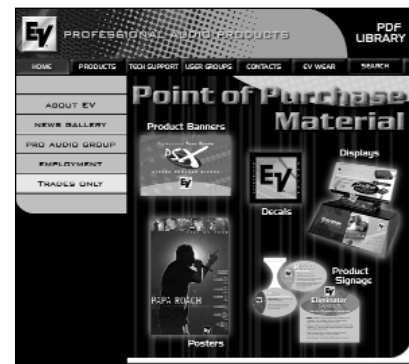 EV
PROFESSIONAL AUDIO PRODUCTS
PDF
LIBRARY
HOME PRODUCTS TECH SUPPORT USER GROUPS CONTACTS EV WEAR SEARCH
ABOUT EV
NEWS GALLERY
PRO AUDIO GROUP
EMPLOYMENT
TRADES ONLY
Point of Purchase
Material
Product Banners
Displays
EV
EV
Decals
PAPA ROACH
Posters
Product
Signage
Eliminator